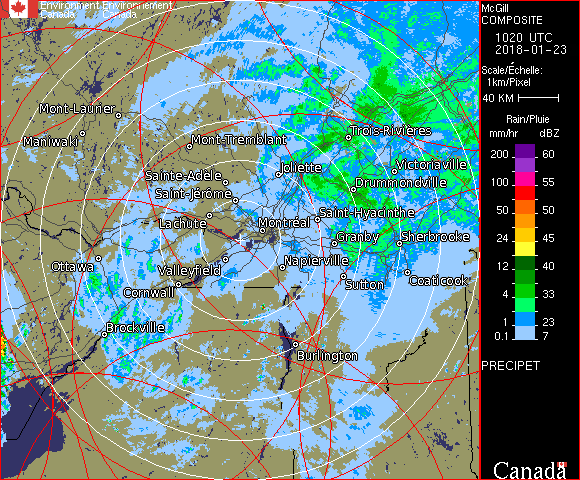 Environment Environnement
Canada Canada
Mont-Laurier
Maniwaki
Mont-Tremblant
Trois-Rivières
Sainte-Adèle
Joliette
Victoriaville
Saint-Jérôme
Drummondville
Lachute
Montréal
Saint-Hyacinthe
Granby
Sherbrooke
Ottawa
Valleyfield
Napierville
Sutton
Coaticook
Cornwall
Brockville
Burlington
McGill
COMPOSITE
1020 UTC
2018-01-23
Scale/Échelle:
1km/Pixel
40 KM
Rain/Pluie
mm/hr dBZ
200 60
100 55
50 50
24 45
12 40
4 33
2 23
0.1 7
PRECIPET
Canada